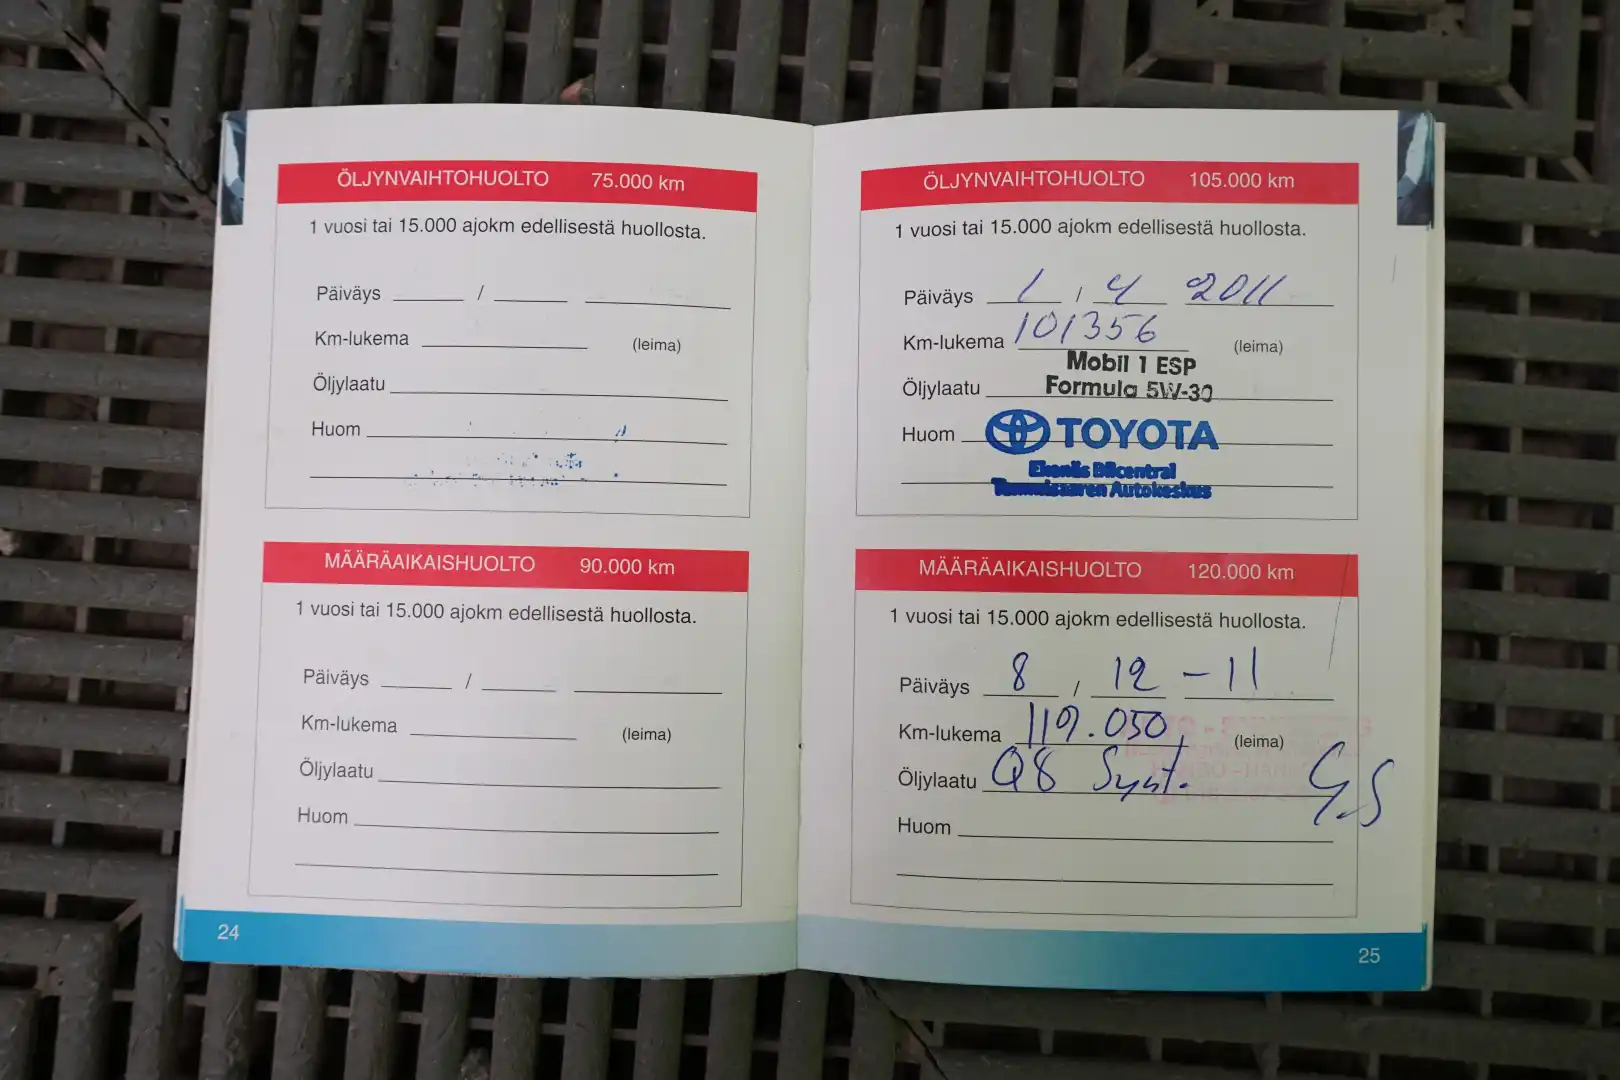 ÖLJYNVAIHTOHUOLTO 75.000 km
1 vuosi tai 15.000 ajokm edellisestä huollosta.
Päiväys / 
Km-lukema (leima)
Öljylaatu
Huom
MÄÄRÄAIKAISHUOLTO 90.000 km
1 vuosi tai 15.000 ajokm edellisestä huollosta.
Päiväys /
Km-lukema (leima)
Öljylaatu
Huom
24
ÖLJYNVAIHTOHUOLTO 105.000 km
1 vuosi tai 15.000 ajokm edellisestä huollosta.
Päiväys 1 / 4 2011
Km-lukema 101356 (leima)
Mobil 1 ESP
Öljylaatu Formula 5W-30
Huom TOYOTA
Ekenäs Bilcentral
Tammisaaren Autokeskus
MÄÄRÄAIKAISHUOLTO 120.000 km
1 vuosi tai 15.000 ajokm edellisestä huollosta.
Päiväys 8 / 12 - 11
Km-lukema 119.050 (leima)
Öljylaatu Q8 Synt.
Huom
25